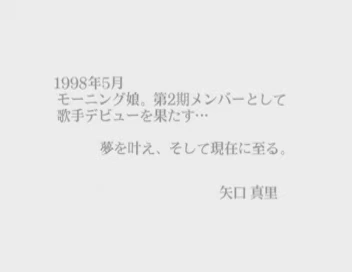 1998年5月
モーニング娘。第2期メンバーとして
歌手デビューを果たす…
夢を叶え、そして現在に至る。
矢口 真里